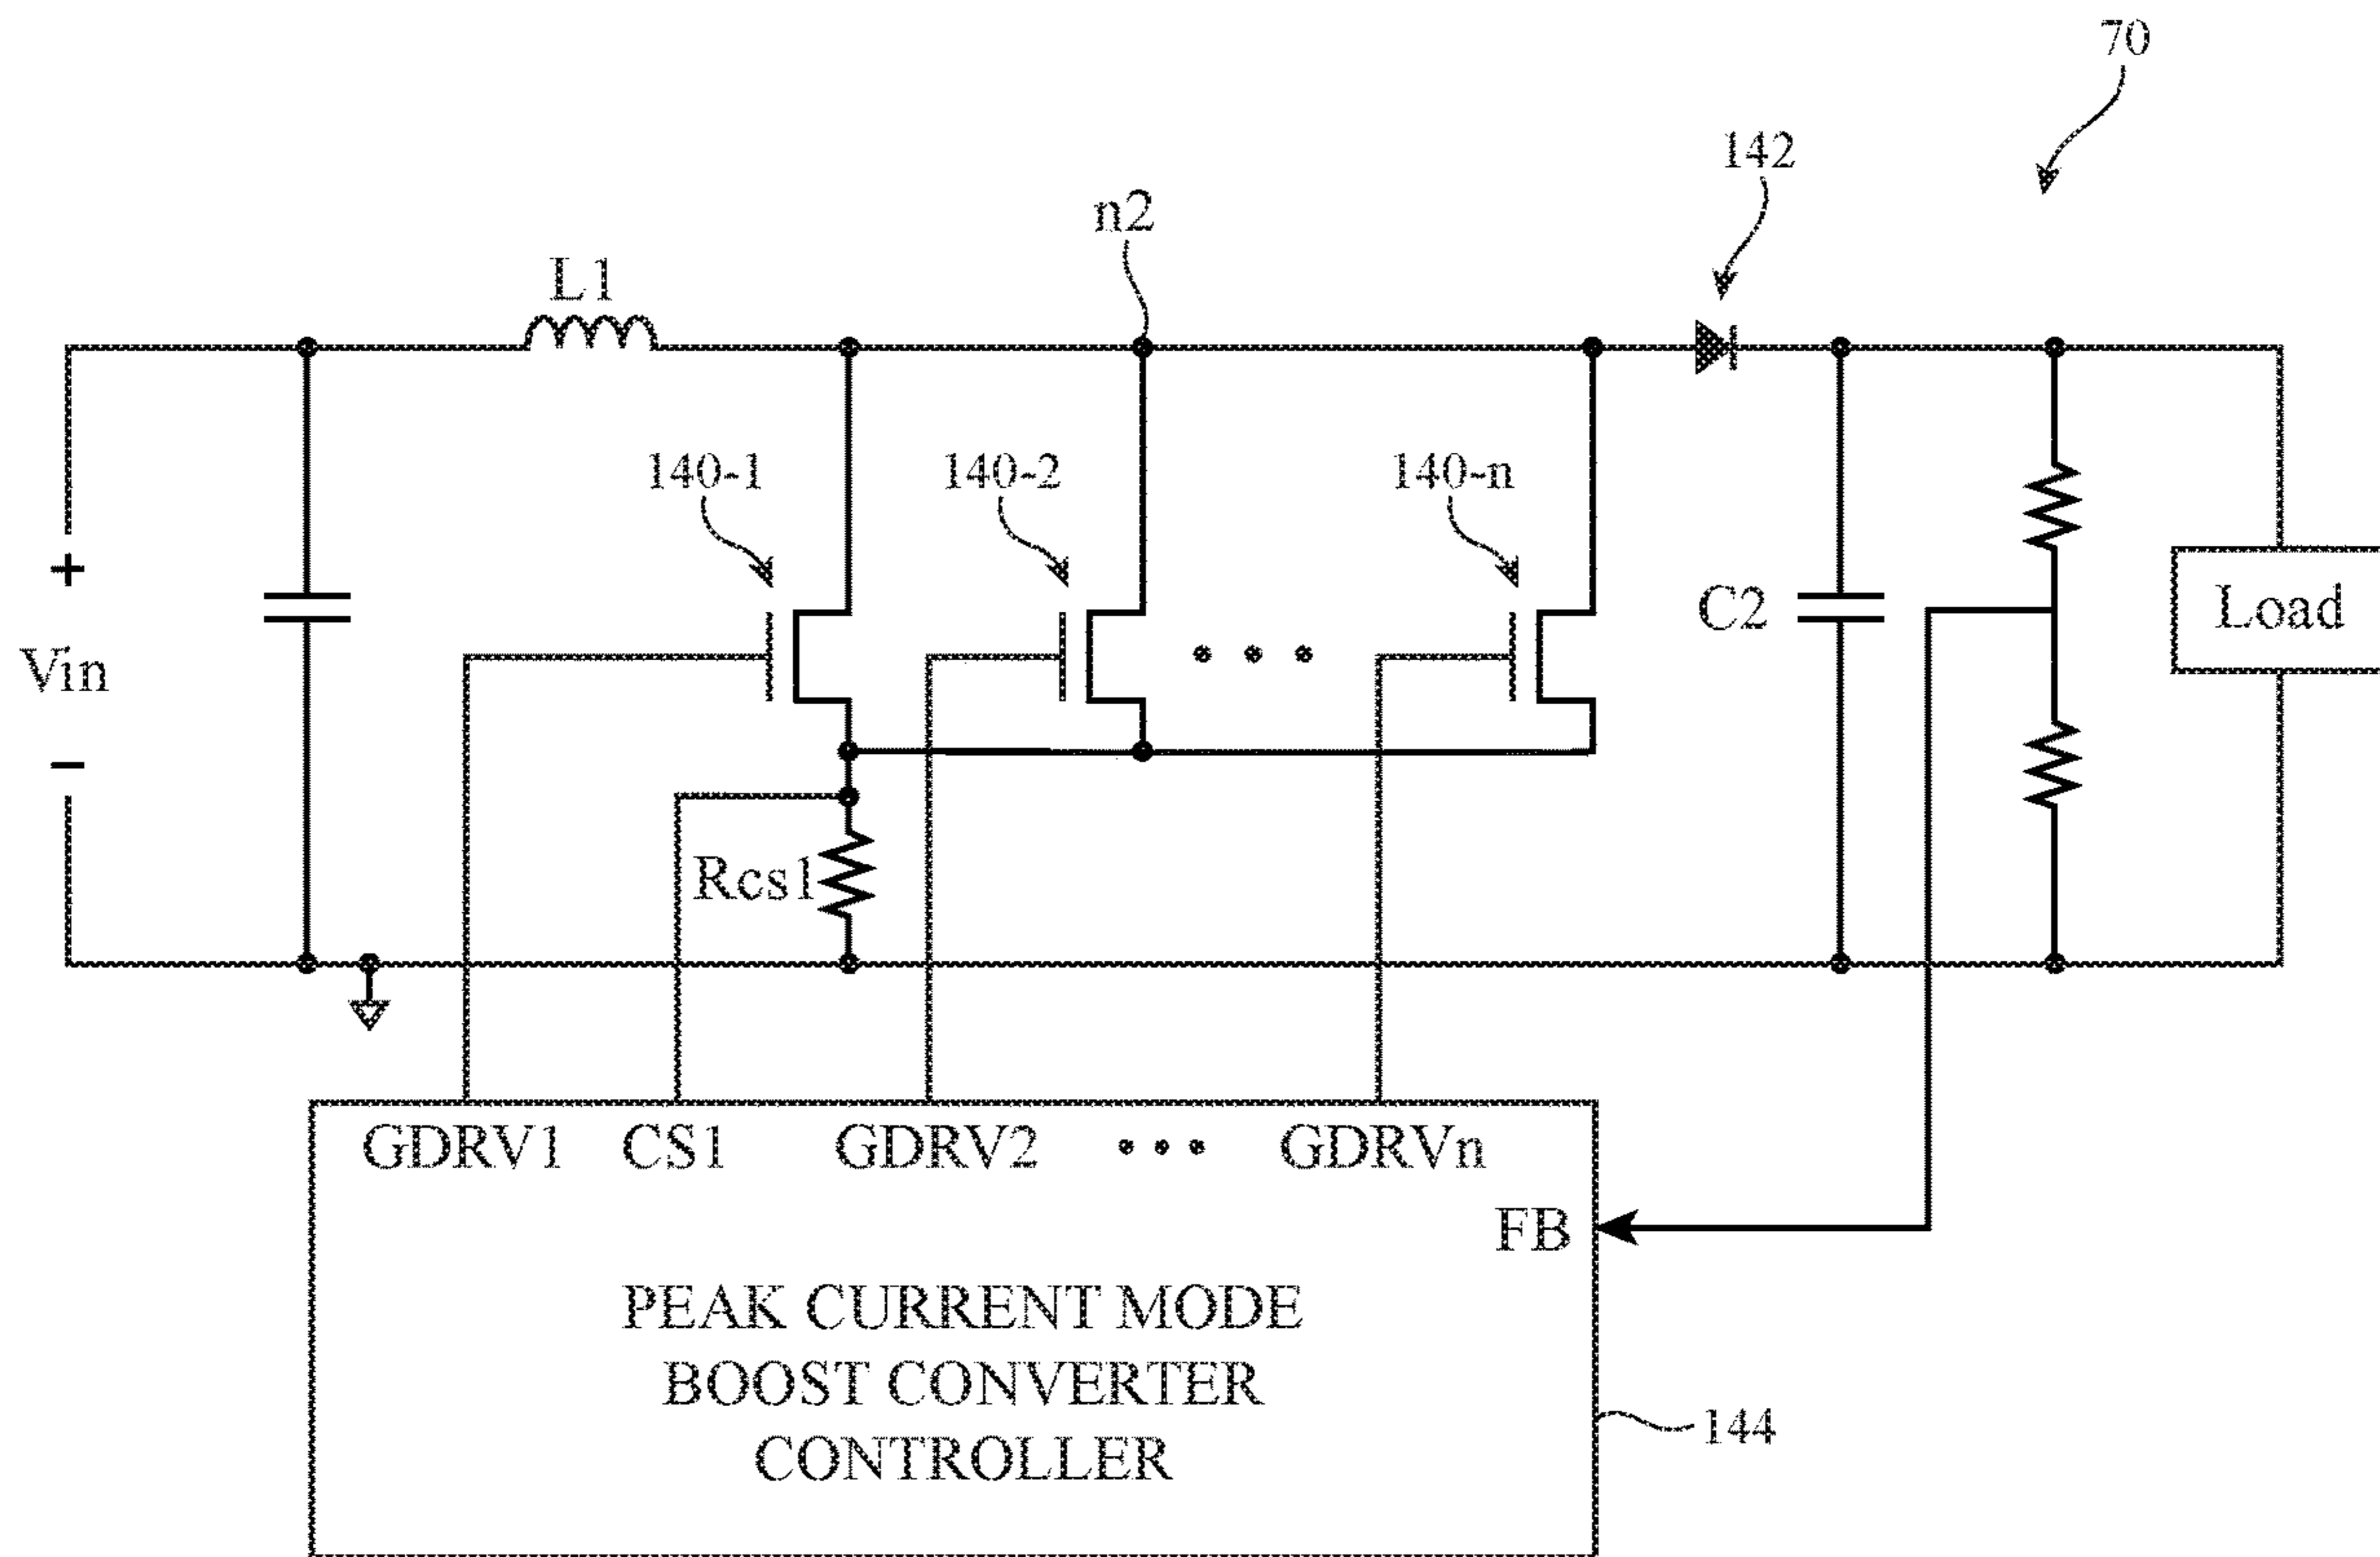 70
142
n2
L1
140-1
140-2
140-n
+
Vin
−
C2
Load
Rcs1
GDRV1
CS1
GDRV2
• • •
GDRVn
FB
PEAK CURRENT MODE
BOOST CONVERTER
CONTROLLER
144